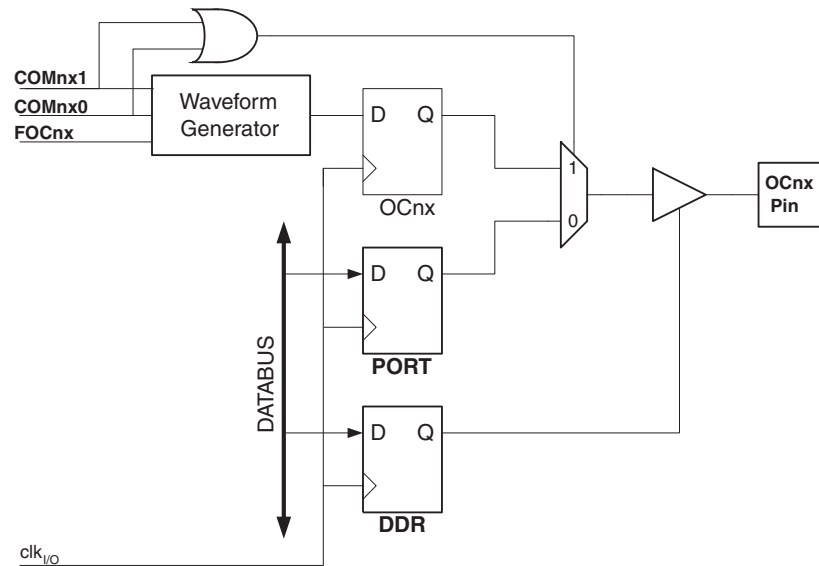 COMnx1
COMnx0
FOCnx
Waveform
Generator
D Q
OCnx
1
0
OCnx
Pin
DATABUS
D Q
PORT
D Q
DDR
clkI/O